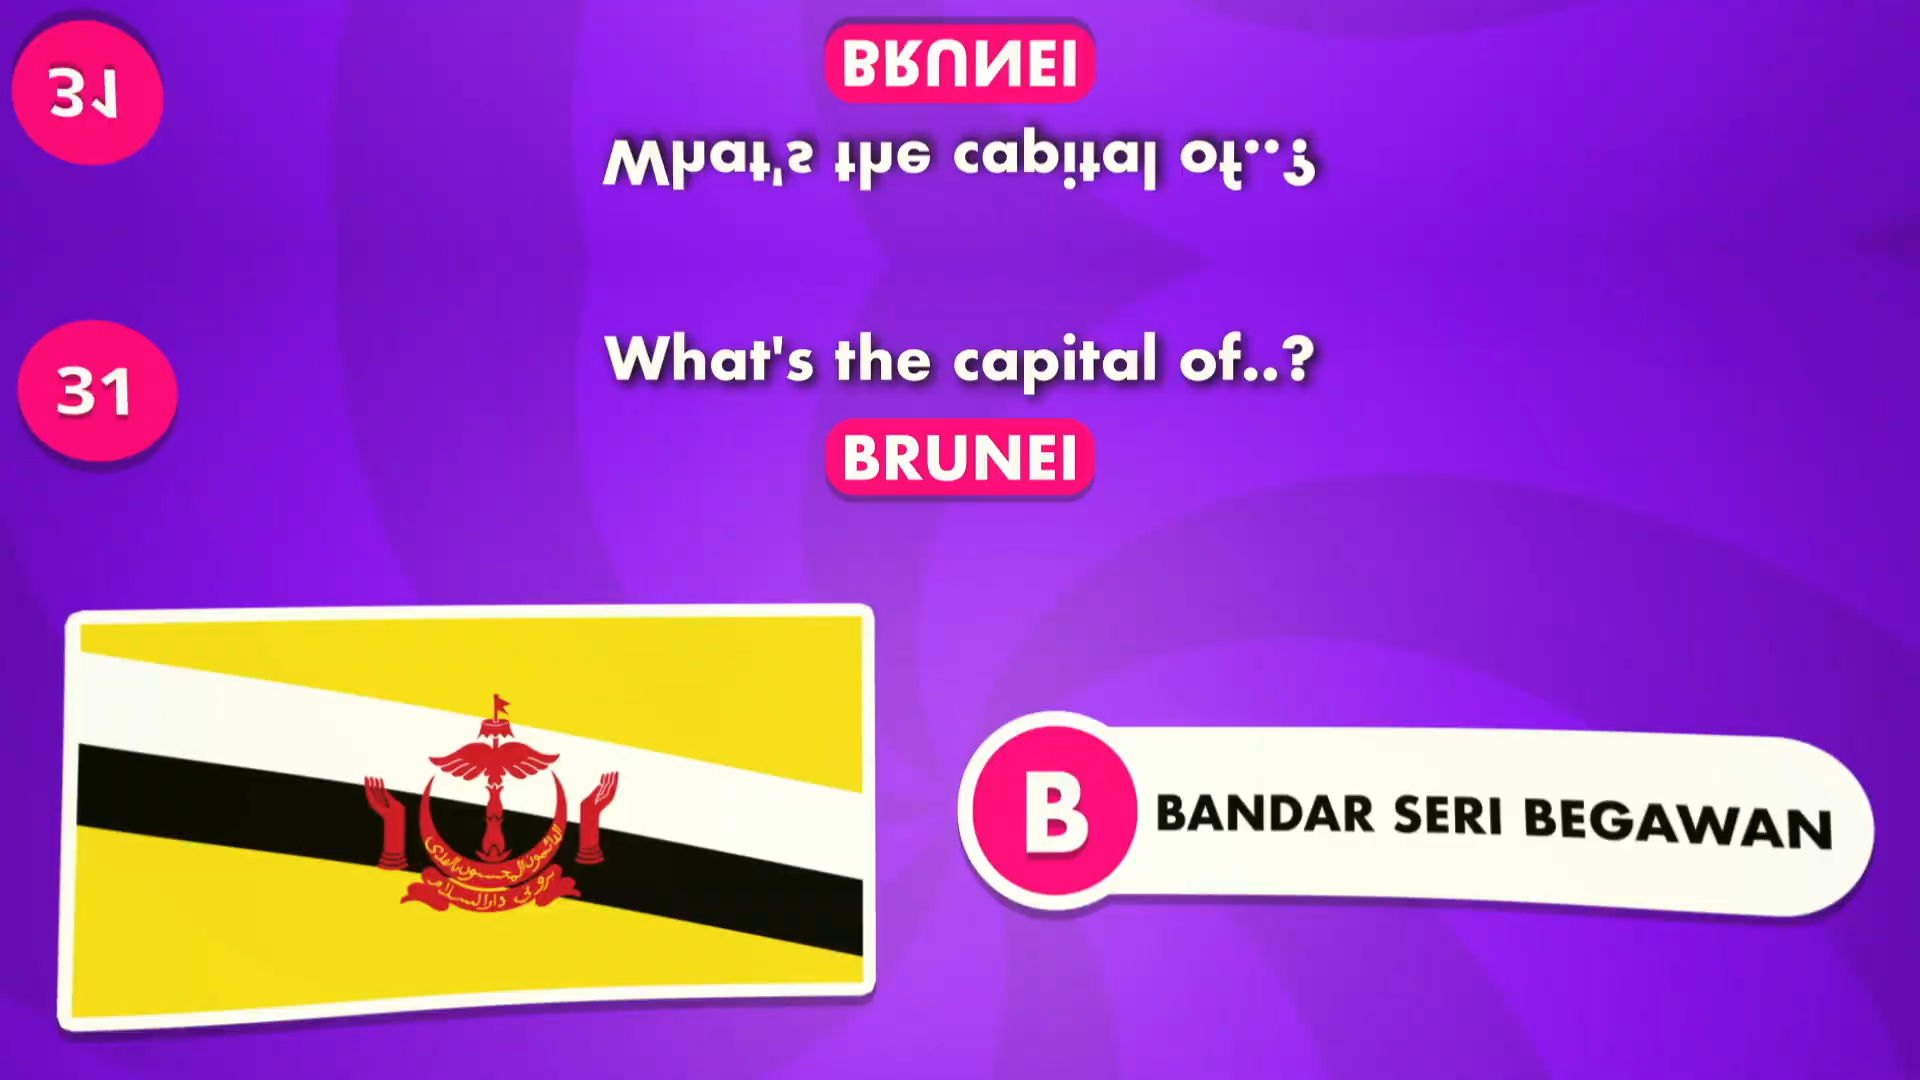 31
BRUNEI
What's the capital of..?
31
What's the capital of..?
BRUNEI
B
BANDAR SERI BEGAWAN